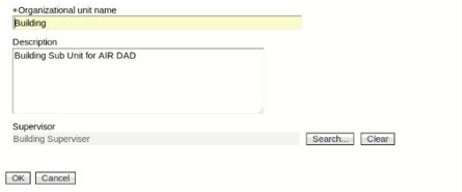 *Organizational unit name
Building
Description
Building Sub Unit for AIR DAD
Supervisor
Building Superviser Search... Clear
OK Cancel